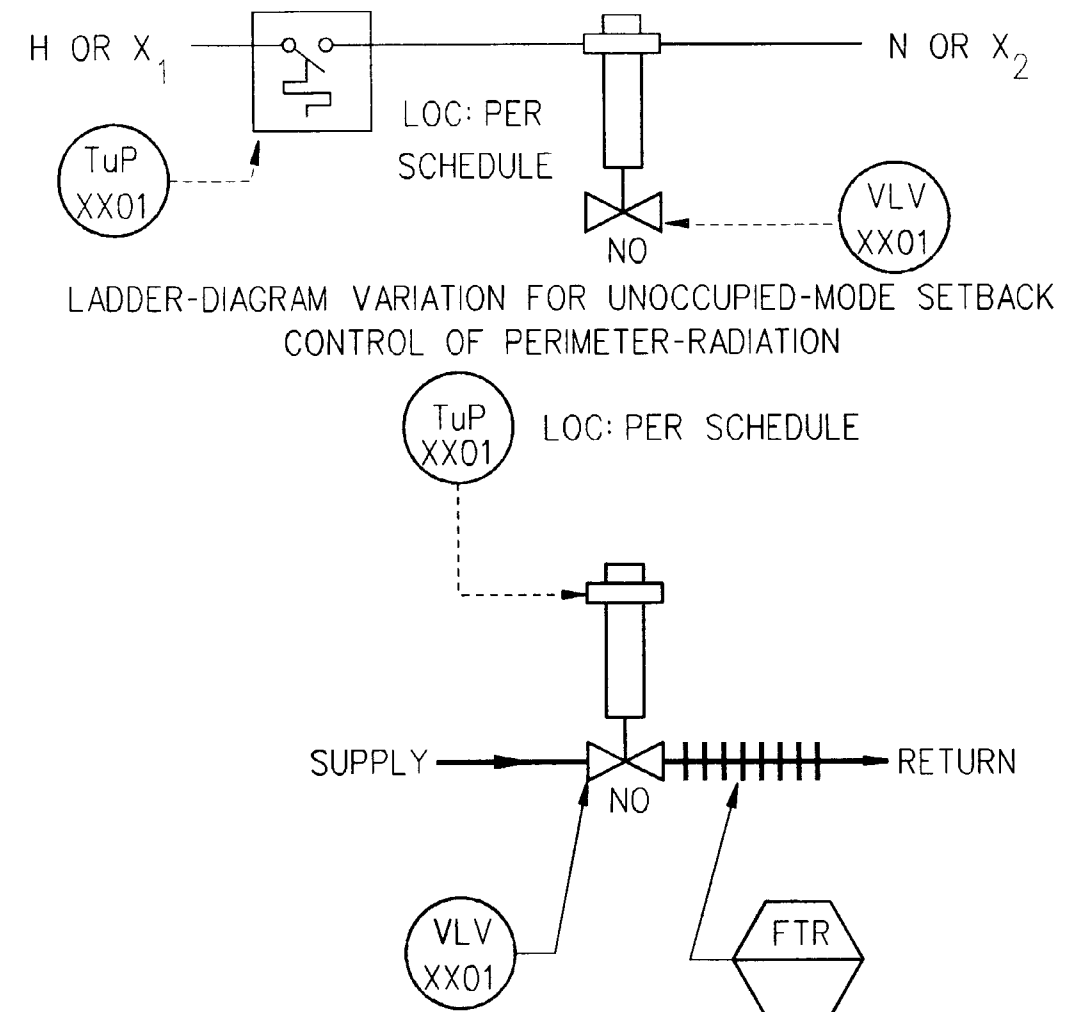 H OR X1
N OR X2
LOC: PER
SCHEDULE
TuP
XX01
VLV
XX01
NO
LADDER-DIAGRAM VARIATION FOR UNOCCUPIED-MODE SETBACK
CONTROL OF PERIMETER-RADIATION
TuP
XX01
LOC: PER SCHEDULE
SUPPLY
RETURN
NO
VLV
XX01
FTR